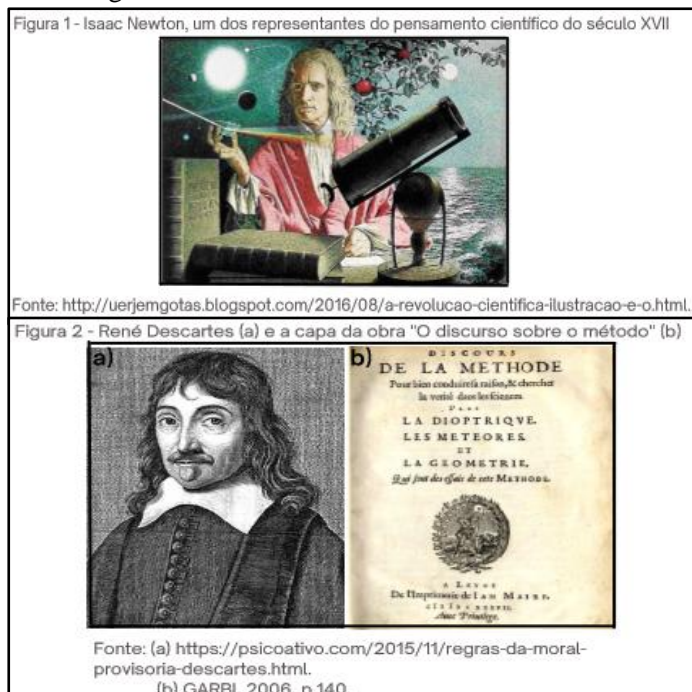 Figura 1 - Isaac Newton, um dos representantes do pensamento científico do século XVII
Fonte: http://uerjemgotas.blogspot.com/2016/08/a-revolucao-cientifica-ilustracao-e-o.html.
Figura 2 - René Descartes (a) e a capa da obra "O discurso sobre o método" (b)
a)
b)
DISCOURS
DE LA METHODE
Pour bien conduire sa raison, & chercher
la verité dans les sciences.
PLUS
LA DIOPTRIQVE.
LES METEORES.
ET
LA GEOMETRIE.
Qui sont des essais de cete METHODE.
A LEYDE
De l'Imprimerie de IAN MAIRE.
Avec Privilege.
Fonte: (a) https://psicoativo.com/2015/11/regras-da-moral-
provisoria-descartes.html.
(b) GARBI, 2006, p.140